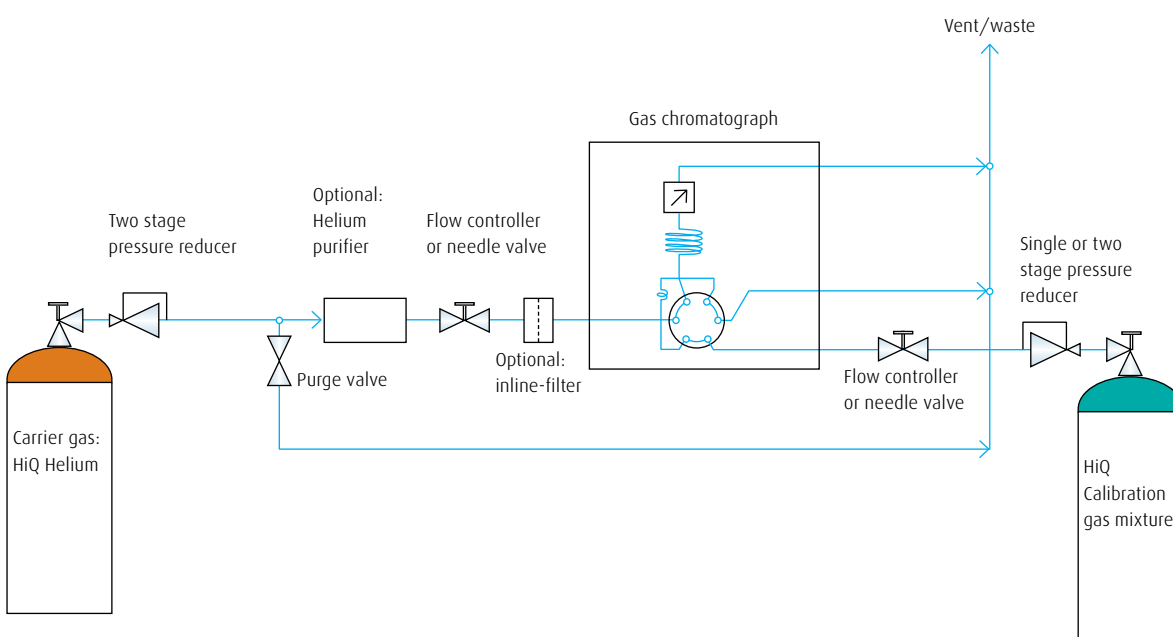 Vent/waste
Gas chromatograph
Optional:
Helium
purifier
Two stage
pressure reducer
Flow controller
or needle valve
Single or two
stage pressure
reducer
Optional:
inline-filter
Purge valve
Flow controller
or needle valve
Carrier gas:
HiQ Helium
HiQ
Calibration
gas mixture